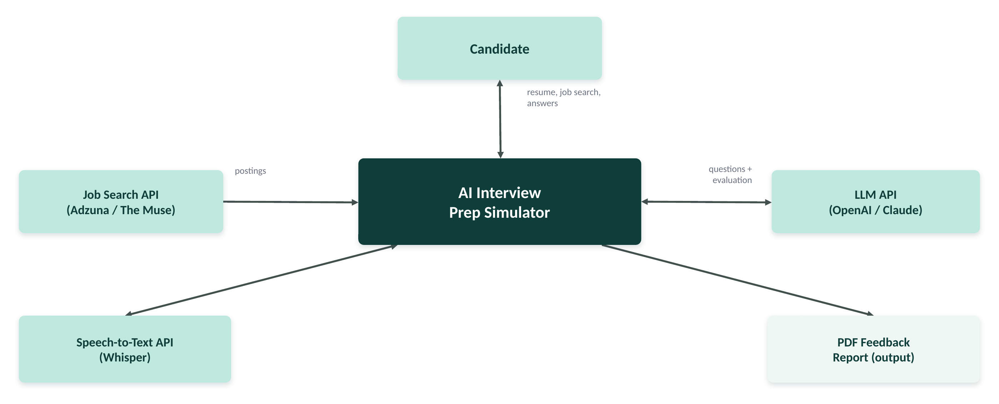 Candidate
resume, job search,
answers
postings
questions +
evaluation
Job Search API
(Adzuna / The Muse)
AI Interview
Prep Simulator
LLM API
(OpenAI / Claude)
Speech-to-Text API
(Whisper)
PDF Feedback
Report (output)